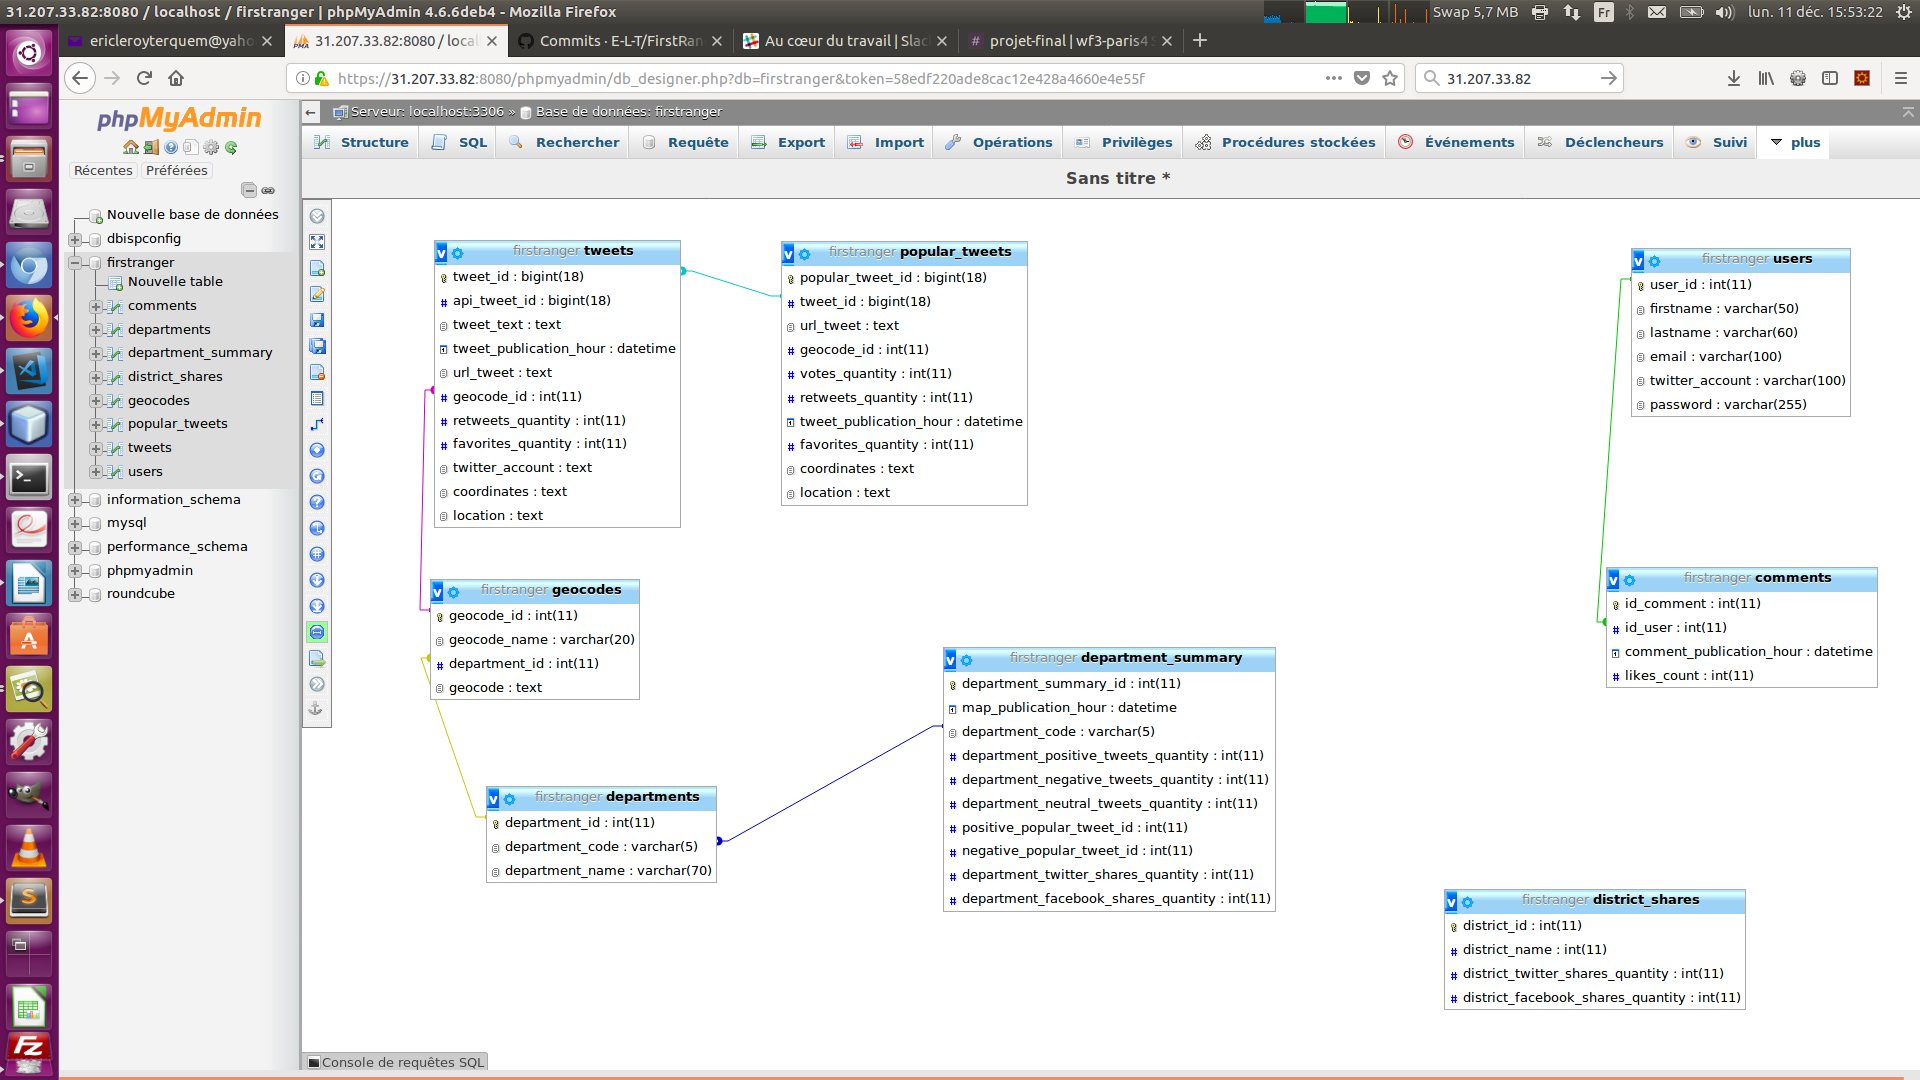 31.207.33.82:8080 / localhost / firstranger | phpMyAdmin 4.6.6deb4 - Mozilla Firefox
Swap 5,7 MB
Fr
lun. 11 déc. 15:53:22
ericleroyterquem@yaho
31.207.33.82:8080 / local
Commits · E-L-T/FirstRan
Au cœur du travail | Slac
projet-final | wf3-paris4 S
https://31.207.33.82:8080/phpmyadmin/db_designer.php?db=firstranger&token=58edf220ade8cac12e428a4660e4e55f
31.207.33.82
phpMyAdmin
Récentes
Préférées
Nouvelle base de données
dbispconfig
firstranger
Nouvelle table
comments
departments
department_summary
district_shares
geocodes
popular_tweets
tweets
users
information_schema
mysql
performance_schema
phpmyadmin
roundcube
Serveur: localhost:3306 » Base de données: firstranger
Structure
SQL
Rechercher
Requête
Export
Import
Opérations
Privilèges
Procédures stockées
Événements
Déclencheurs
Suivi
plus
Sans titre *
firstranger tweets
tweet_id : bigint(18)
api_tweet_id : bigint(18)
tweet_text : text
tweet_publication_hour : datetime
url_tweet : text
geocode_id : int(11)
retweets_quantity : int(11)
favorites_quantity : int(11)
twitter_account : text
coordinates : text
location : text
firstranger popular_tweets
popular_tweet_id : bigint(18)
tweet_id : bigint(18)
url_tweet : text
geocode_id : int(11)
votes_quantity : int(11)
retweets_quantity : int(11)
tweet_publication_hour : datetime
favorites_quantity : int(11)
coordinates : text
location : text
firstranger users
user_id : int(11)
firstname : varchar(50)
lastname : varchar(60)
email : varchar(100)
twitter_account : varchar(100)
password : varchar(255)
firstranger geocodes
geocode_id : int(11)
geocode_name : varchar(20)
department_id : int(11)
geocode : text
firstranger comments
id_comment : int(11)
id_user : int(11)
comment_publication_hour : datetime
likes_count : int(11)
firstranger department_summary
department_summary_id : int(11)
map_publication_hour : datetime
department_code : varchar(5)
department_positive_tweets_quantity : int(11)
department_negative_tweets_quantity : int(11)
department_neutral_tweets_quantity : int(11)
positive_popular_tweet_id : int(11)
negative_popular_tweet_id : int(11)
department_twitter_shares_quantity : int(11)
department_facebook_shares_quantity : int(11)
firstranger departments
department_id : int(11)
department_code : varchar(5)
department_name : varchar(70)
firstranger district_shares
district_id : int(11)
district_name : int(11)
district_twitter_shares_quantity : int(11)
district_facebook_shares_quantity : int(11)
Console de requêtes SQL